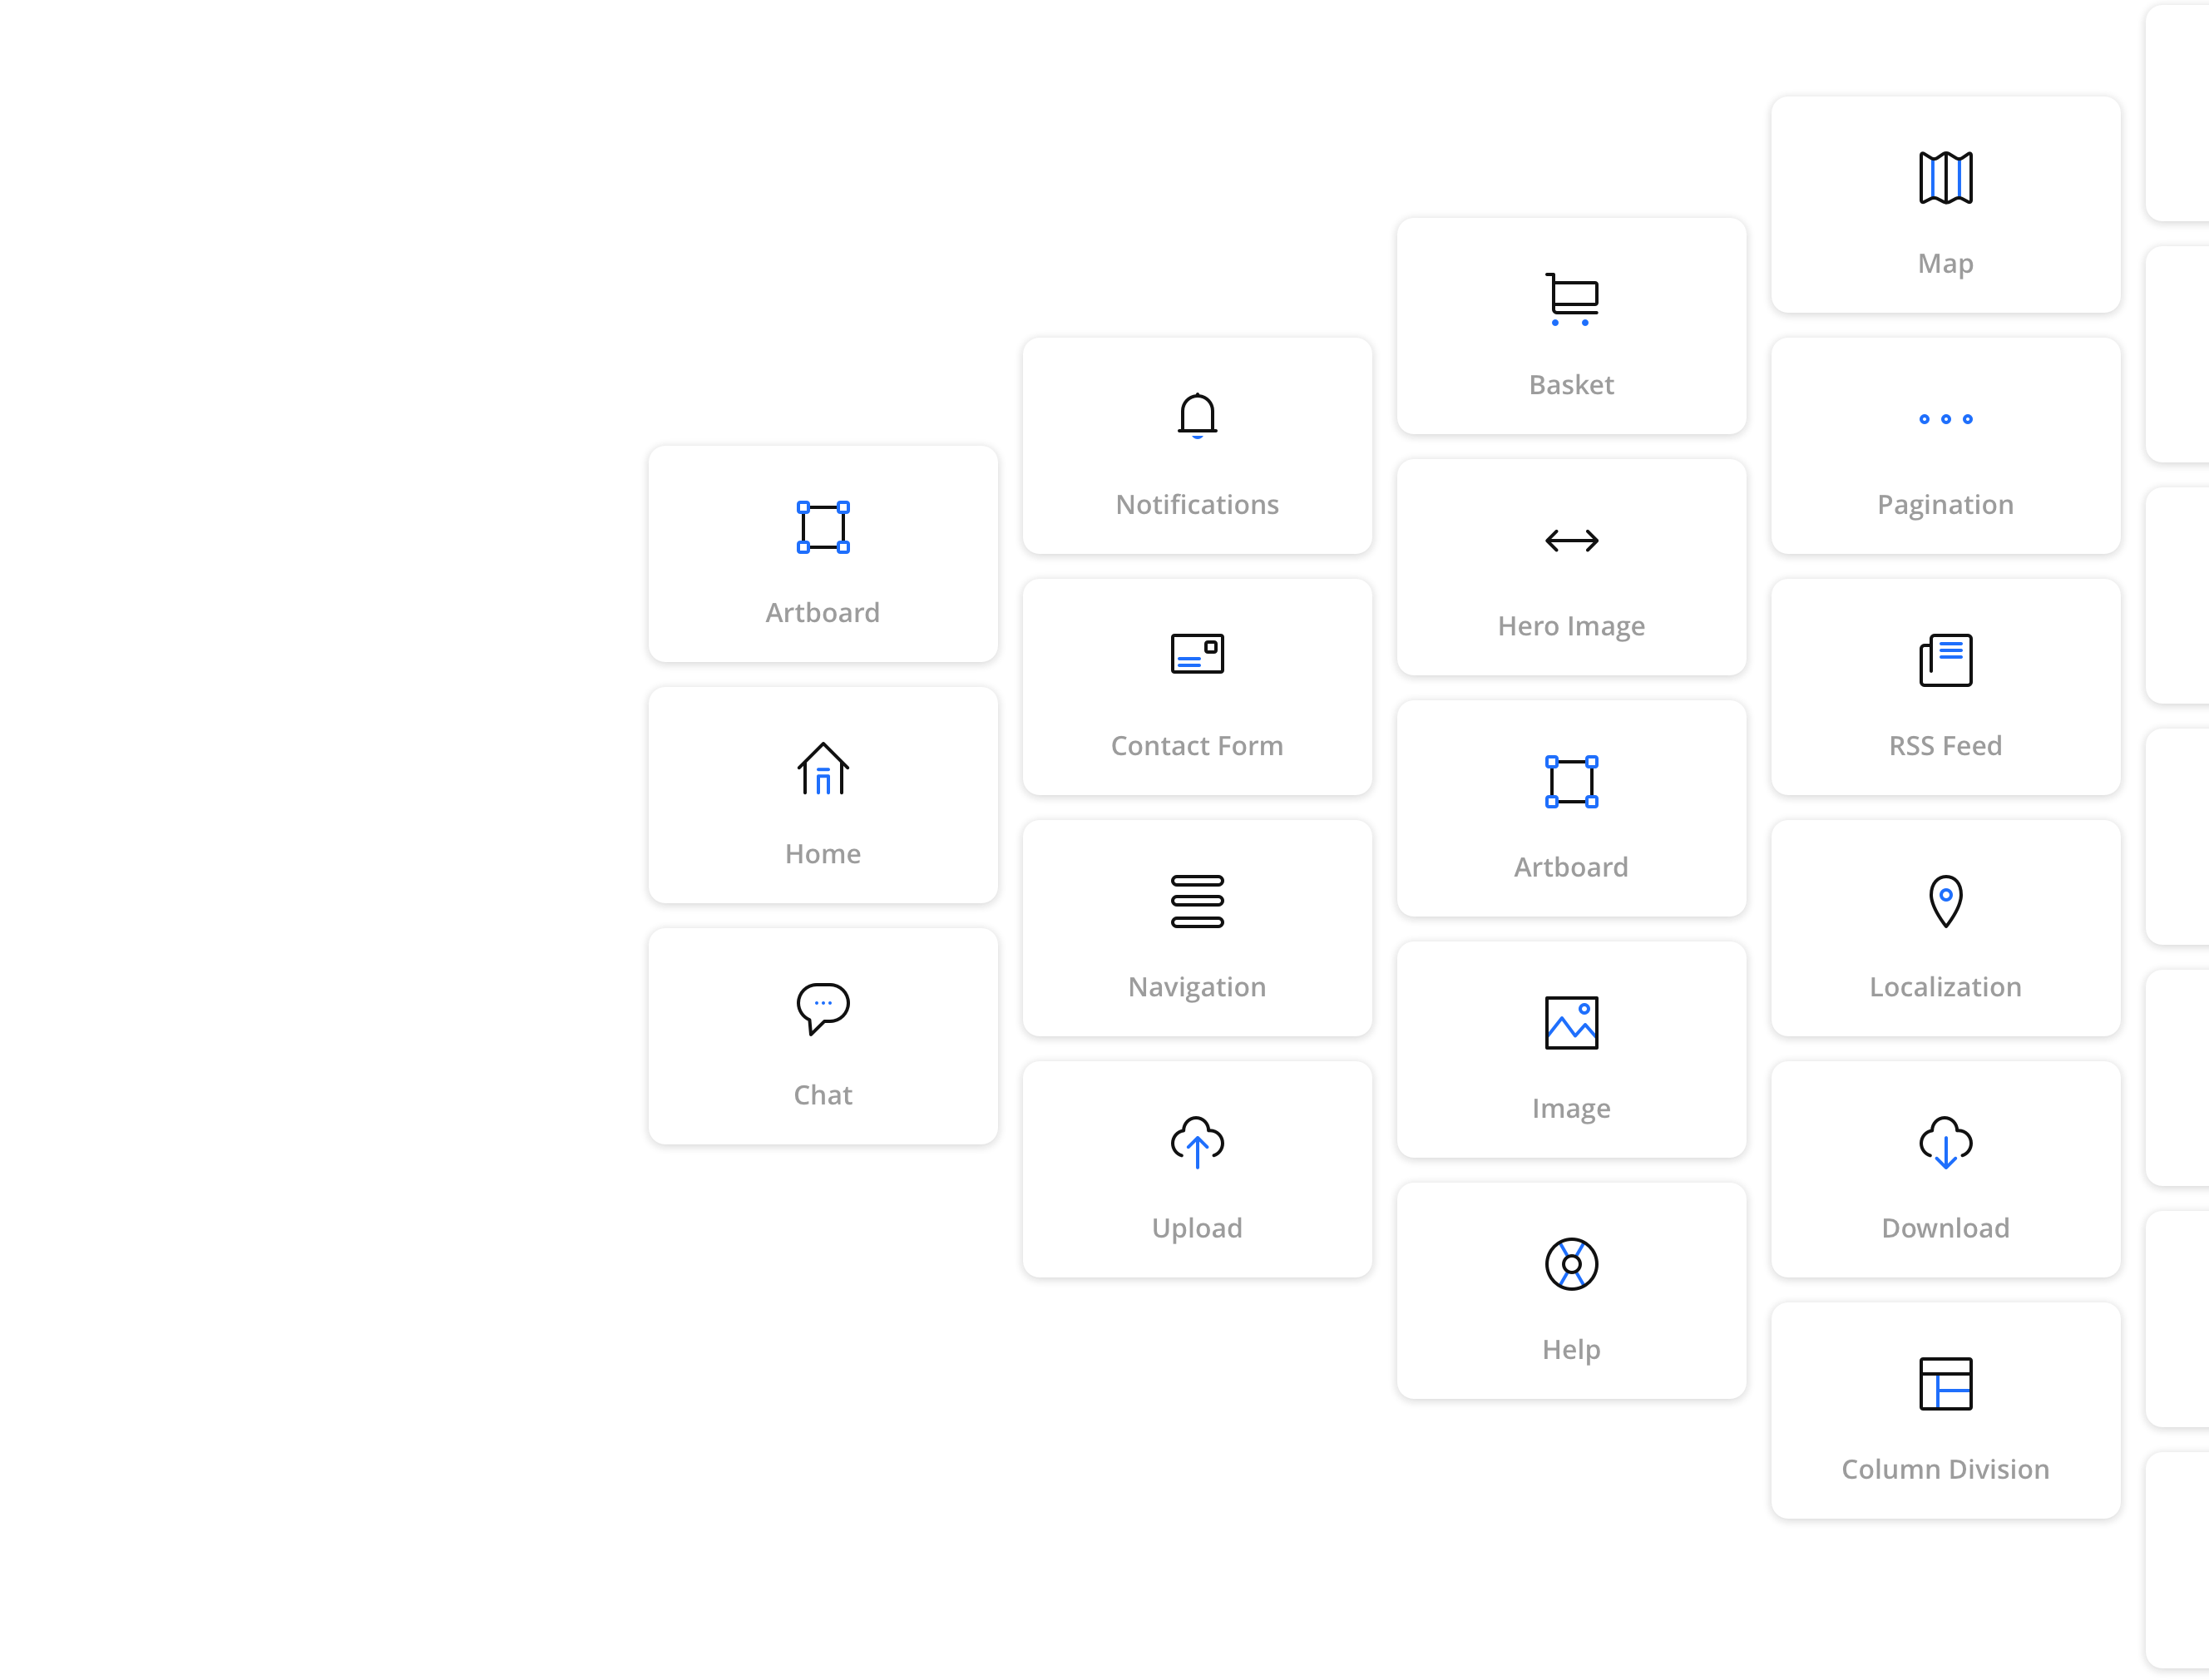 Artboard
Home
Chat
Notifications
Contact Form
Navigation
Upload
Basket
Hero Image
Artboard
Image
Help
Map
Pagination
RSS Feed
Localization
Download
Column Division